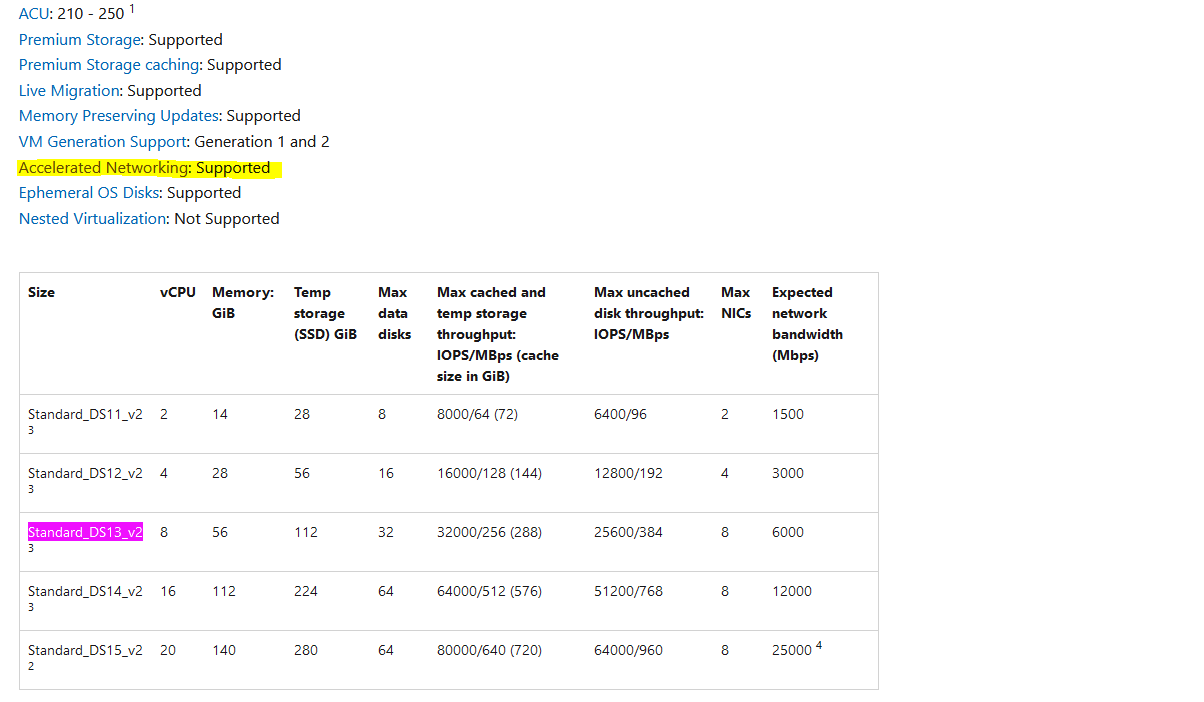 ACU: 210 - 250 1
Premium Storage: Supported
Premium Storage caching: Supported
Live Migration: Supported
Memory Preserving Updates: Supported
VM Generation Support: Generation 1 and 2
Accelerated Networking: Supported
Ephemeral OS Disks: Supported
Nested Virtualization: Not Supported
Size vCPU Memory: Temp Max Max cached and Max uncached Max Expected
GiB storage data temp storage disk throughput: NICs network
(SSD) GiB disks throughput: IOPS/MBps bandwidth
IOPS/MBps (cache (Mbps)
size in GiB)
Standard_DS11_v2 2 14 28 8 8000/64 (72) 6400/96 2 1500
3
Standard_DS12_v2 4 28 56 16 16000/128 (144) 12800/192 4 3000
3
Standard_DS13_v2 8 56 112 32 32000/256 (288) 25600/384 8 6000
3
Standard_DS14_v2 16 112 224 64 64000/512 (576) 51200/768 8 12000
3
Standard_DS15_v2 20 140 280 64 80000/640 (720) 64000/960 8 25000 4
2